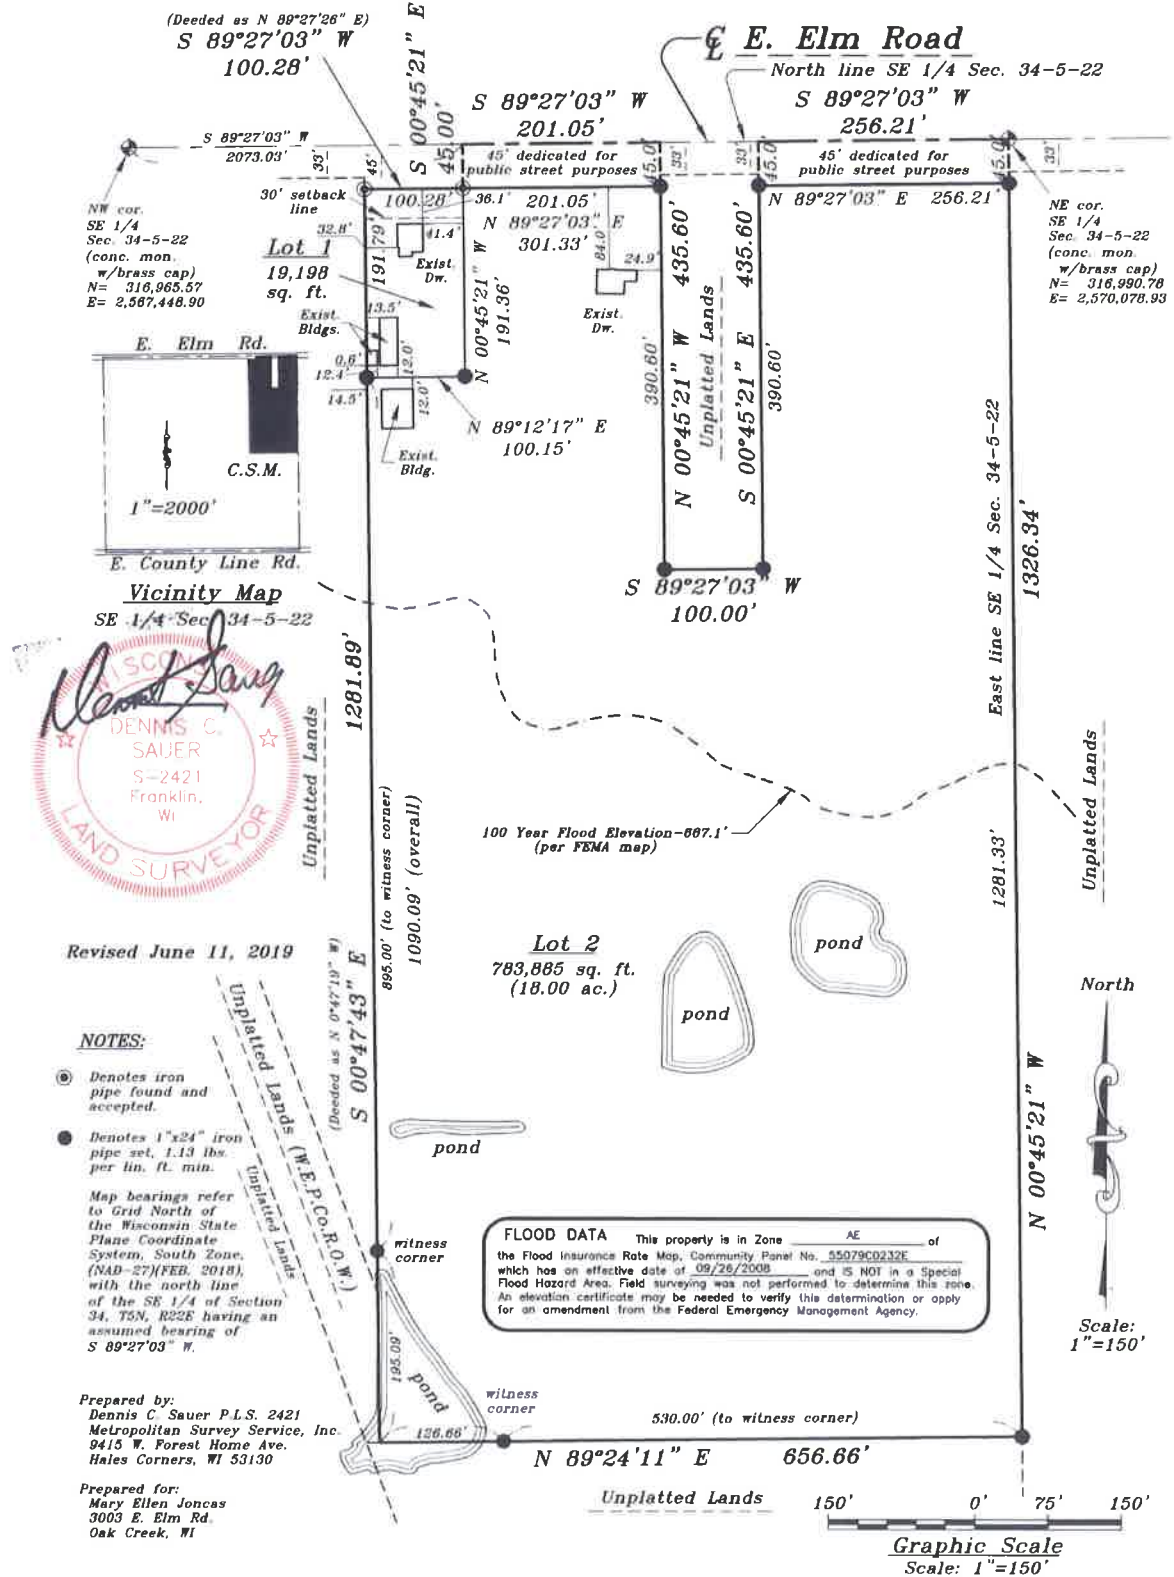 (Deeded as N 89°27'26" E)
S 89°27'03" W
100.28'
S 00°45'21" E
45.00'
℄ E. Elm Road
North line SE 1/4 Sec. 34-5-22
S 89°27'03" W
201.05'
S 89°27'03" W
256.21'
S 89°27'03" W
2073.03'
33'
45'
45' dedicated for
public street purposes
45.0'
33'
33'
45.0'
45' dedicated for
public street purposes
45.0'
33'
NW cor.
SE 1/4
Sec. 34-5-22
(conc. mon.
w/brass cap)
N= 316,965.57
E= 2,567,448.90
30' setback
line
100.28'
36.1'
201.05'
N 89°27'03" E
301.33'
N 89°27'03" E 256.21'
NE cor.
SE 1/4
Sec. 34-5-22
(conc. mon.
w/brass cap)
N= 316,990.78
E= 2,570,078.93
32.8'
41.4'
191.79'
Lot 1
19,198
sq. ft.
Exist.
Dw.
N 00°45'21" W
191.36'
84.0'
24.9'
Exist.
Dw.
N 00°45'21" W 435.60'
390.60'
Unplatted Lands
S 00°45'21" E 435.60'
390.60'
13.5'
Exist.
Bldgs.
0.6'
12.4'
14.5'
12.0'
12.0'
N 89°12'17" E
100.15'
Exist.
Bldg.
S 89°27'03" W
100.00'
E. Elm Rd.
C.S.M.
1"=2000'
E. County Line Rd.
Vicinity Map
SE 1/4 Sec. 34-5-22
East line SE 1/4 Sec. 34-5-22
1326.34'
WISCONSIN
DENNIS C.
SAUER
S-2421
Franklin,
WI
LAND SURVEYOR
1281.89'
Unplatted Lands
895.00' (to witness corner)
1090.09' (overall)
S 00°47'43" E
(Deeded as N 0°47'19" W)
100 Year Flood Elevation-667.1'
(per FEMA map)
1281.33'
Unplatted Lands
Lot 2
783,885 sq. ft.
(18.00 ac.)
pond
pond
pond
pond
N 00°45'21" W
North
Scale:
1"=150'
Revised June 11, 2019
NOTES:
Denotes iron
pipe found and
accepted.
Denotes 1"x24" iron
pipe set, 1.13 lbs.
per lin. ft. min.
Map bearings refer
to Grid North of
the Wisconsin State
Plane Coordinate
System, South Zone,
(NAD-27)(FEB. 2018),
with the north line
of the SE 1/4 of Section
34, T5N, R22E having an
assumed bearing of
S 89°27'03" W.
Unplatted Lands (W.E.P.Co.R.O.W.)
Unplatted Lands
witness
corner
FLOOD DATA This property is in Zone AE of
the Flood Insurance Rate Map, Community Panel No. 55079C0232E
which has an effective date of 09/26/2008 and IS NOT in a Special
Flood Hazard Area. Field surveying was not performed to determine this zone.
An elevation certificate may be needed to verify this determination or apply
for an amendment from the Federal Emergency Management Agency.
195.09'
witness
corner
126.66'
530.00' (to witness corner)
N 89°24'11" E 656.66'
Unplatted Lands
Prepared by:
Dennis C. Sauer P.L.S. 2421
Metropolitan Survey Service, Inc.
9415 W. Forest Home Ave.
Hales Corners, WI 53130
Prepared for:
Mary Ellen Joncas
3003 E. Elm Rd.
Oak Creek, WI
150' 0' 75' 150'
Graphic Scale
Scale: 1"=150'